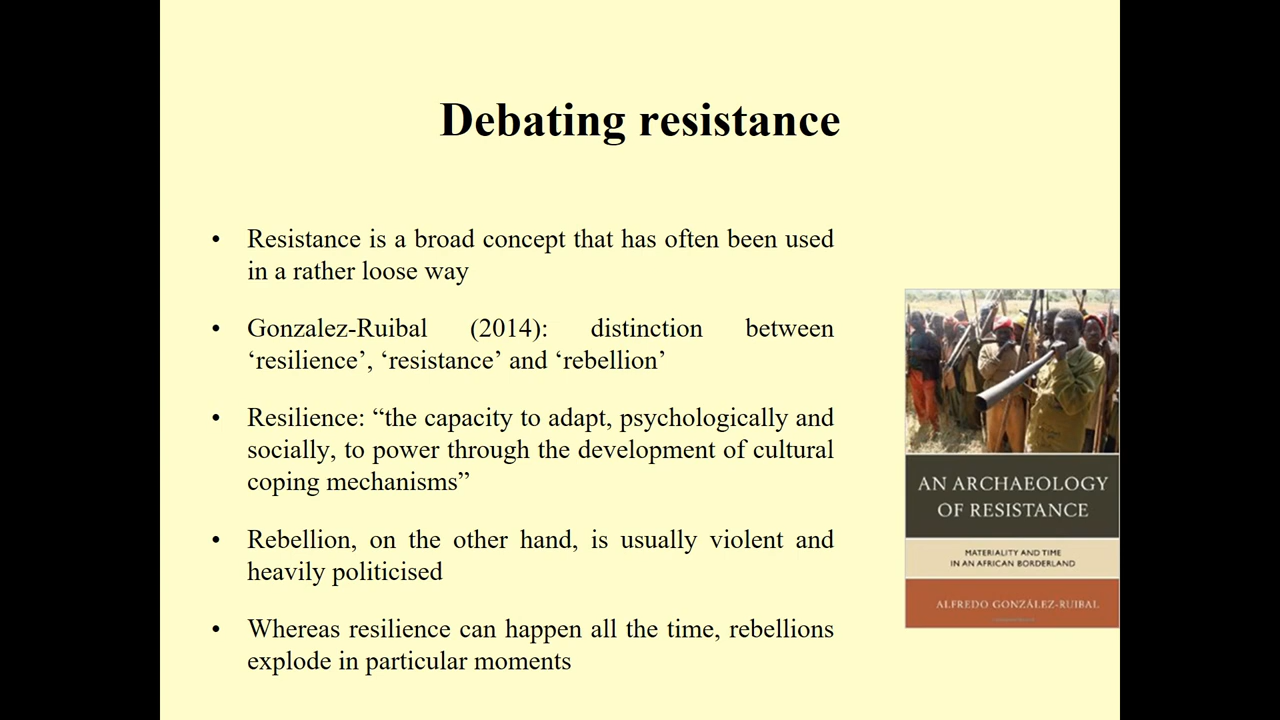 Debating resistance
• Resistance is a broad concept that has often been used
in a rather loose way
• Gonzalez-Ruibal (2014): distinction between
‘resilience’, ‘resistance’ and ‘rebellion’
• Resilience: “the capacity to adapt, psychologically and
socially, to power through the development of cultural
coping mechanisms”
• Rebellion, on the other hand, is usually violent and
heavily politicised
• Whereas resilience can happen all the time, rebellions
explode in particular moments
AN ARCHAEOLOGY
OF RESISTANCE
MATERIALITY AND TIME
IN AN AFRICAN BORDERLAND
ALFREDO GONZÁLEZ-RUIBAL